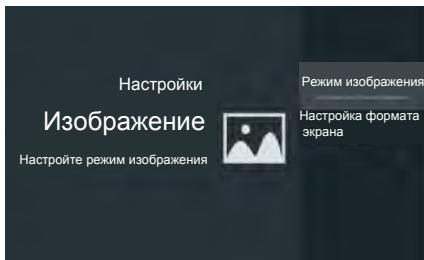 Настройки
Изображение
Настройте режим изображения
Режим изображения
Настройка формата
экрана